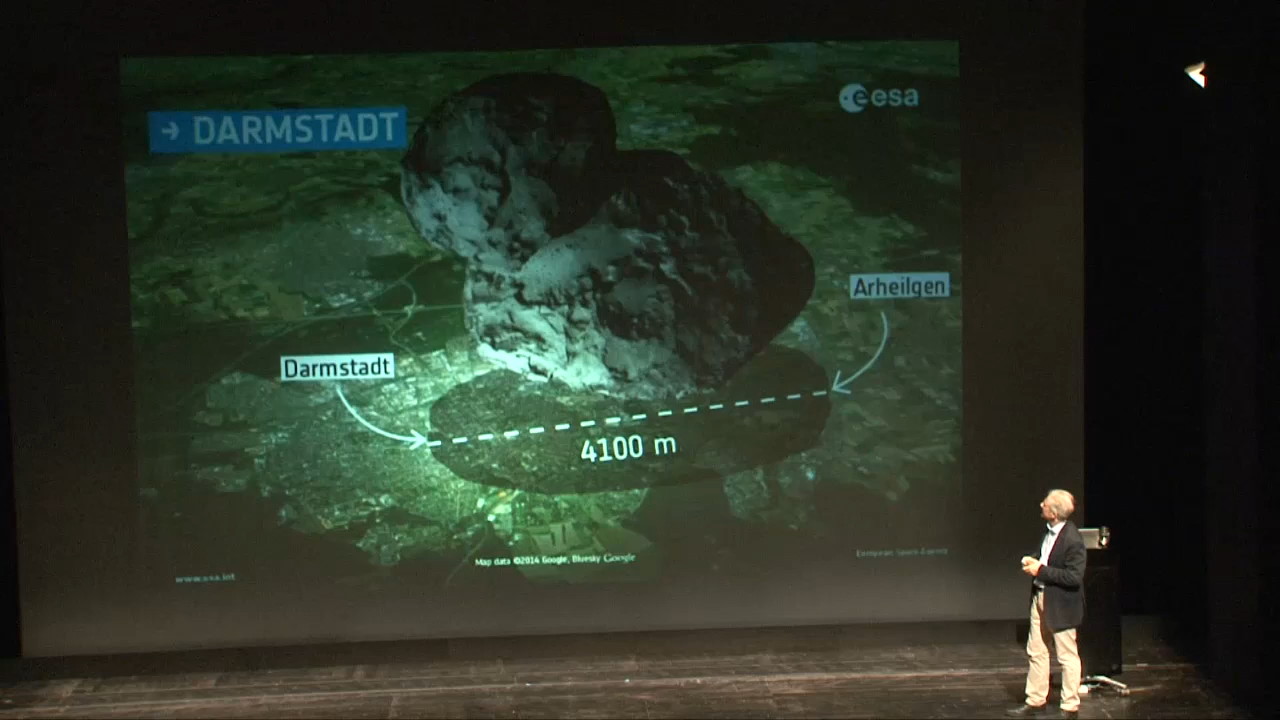 → DARMSTADT
esa
Arheilgen
Darmstadt
4100 m
Map data ©2014 Google, Bluesky Google
European Space Agency
www.esa.int